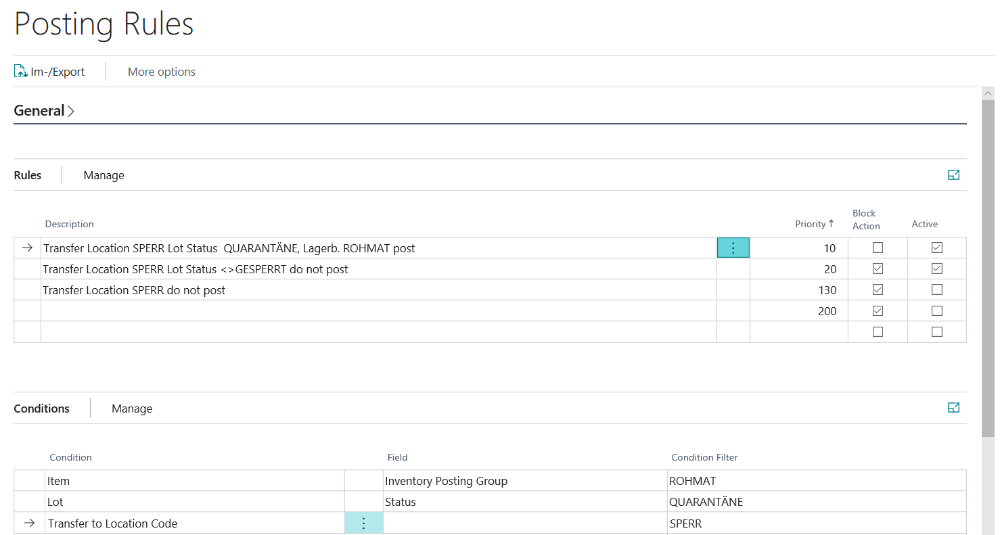 Posting Rules
Im-/Export More options
General
Rules Manage
Description Priority ↑ Block Action Active
Transfer Location SPERR Lot Status  QUARANTÄNE, Lagerb. ROHMAT post 10
Transfer Location SPERR Lot Status <>GESPERRT do not post 20
Transfer Location SPERR do not post 130
200
Conditions Manage
Condition Field Condition Filter
Item Inventory Posting Group ROHMAT
Lot Status QUARANTÄNE
Transfer to Location Code SPERR